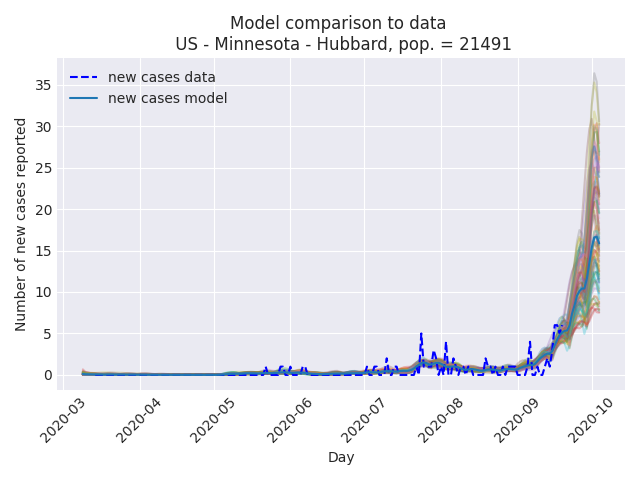 Model comparison to data
US - Minnesota - Hubbard, pop. = 21491
new cases data
new cases model
Number of new cases reported
35
30
25
20
15
10
5
0
2020-03
2020-04
2020-05
2020-06
2020-07
2020-08
2020-09
2020-10
Day